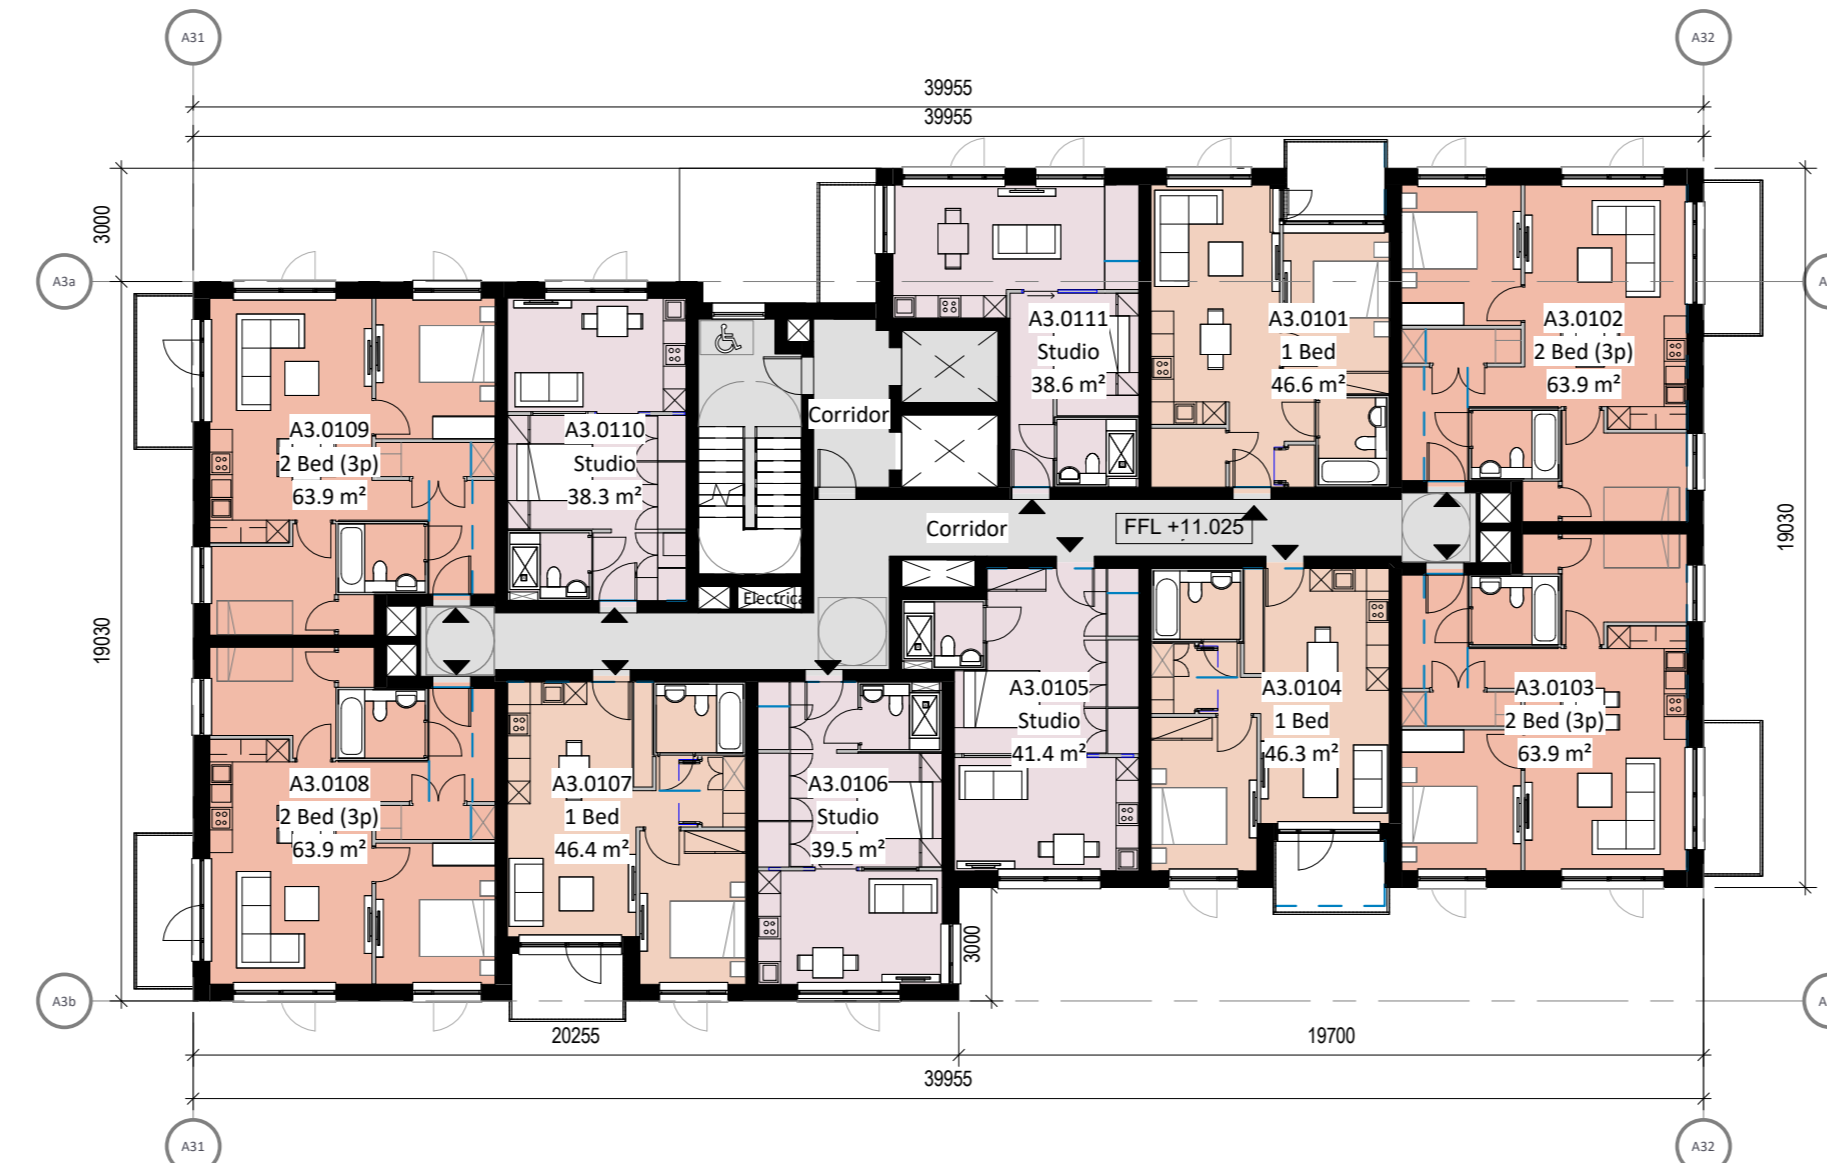 A31
A32
39955
39955
3000
A3a
A3.0111
Studio
38.6 m²
A3.0101
1 Bed
46.6 m²
A3.0102
2 Bed (3p)
63.9 m²
Corridor
A3.0109
2 Bed (3p)
63.9 m²
A3.0110
Studio
38.3 m²
Corridor
FFL +11.025
19030
Electrica
19030
A3.0105
Studio
41.4 m²
A3.0104
1 Bed
46.3 m²
A3.0103
2 Bed (3p)
63.9 m²
A3.0108
2 Bed (3p)
63.9 m²
A3.0107
1 Bed
46.4 m²
A3.0106
Studio
39.5 m²
3000
A3b
20255
19700
39955
A31
A32